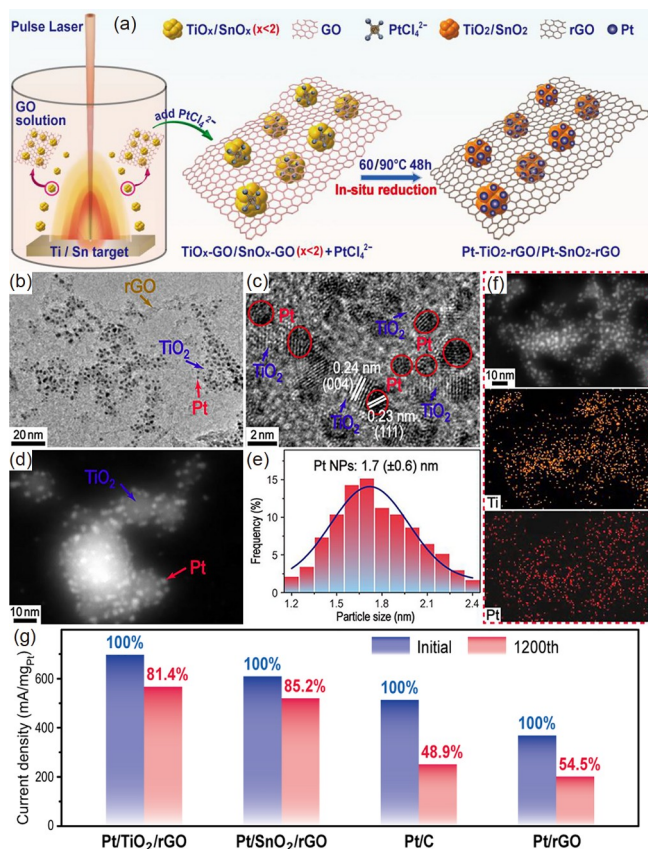 Pulse Laser
(a)
TiOₓ/SnOₓ (x<2)
GO
PtCl₄²⁻
TiO₂/SnO₂
rGO
Pt
GO
solution
add PtCl₄²⁻
Ti / Sn target
60/90°C 48h
In-situ reduction
TiOₓ-GO/SnOₓ-GO (x<2) + PtCl₄²⁻
Pt-TiO₂-rGO/Pt-SnO₂-rGO
(b)
rGO
TiO₂
Pt
20 nm
(c)
Pt
TiO₂
Pt
TiO₂
0.24 nm
(004)
Pt
TiO₂
0.23 nm
(111)
TiO₂
2 nm
(f)
10 nm
Ti
Pt
(d)
TiO₂
Pt
10 nm
(e)
Pt NPs: 1.7 (±0.6) nm
Frequency (%)
15
10
5
0
1.2
1.5
1.8
2.1
2.4
Particle size (nm)
(g)
Initial
1200th
Current density (mA/mgPt)
600
400
200
0
100%
81.4%
100%
85.2%
100%
48.9%
100%
54.5%
Pt/TiO₂/rGO
Pt/SnO₂/rGO
Pt/C
Pt/rGO